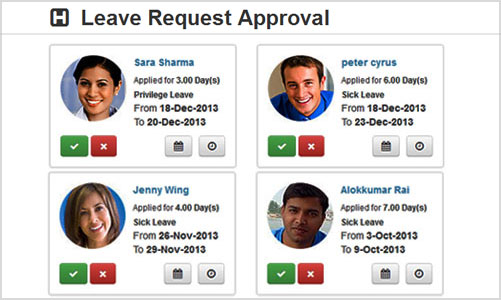 H Leave Request Approval
Sara Sharma
Applied for 3.00 Day(s)
Privilege Leave
From 18-Dec-2013
To 20-Dec-2013
peter cyrus
Applied for 6.00 Day(s)
Sick Leave
From 18-Dec-2013
To 23-Dec-2013
Jenny Wing
Applied for 4.00 Day(s)
Sick Leave
From 26-Nov-2013
To 29-Nov-2013
Alokkumar Rai
Applied for 7.00 Day(s)
Sick Leave
From 3-Oct-2013
To 9-Oct-2013